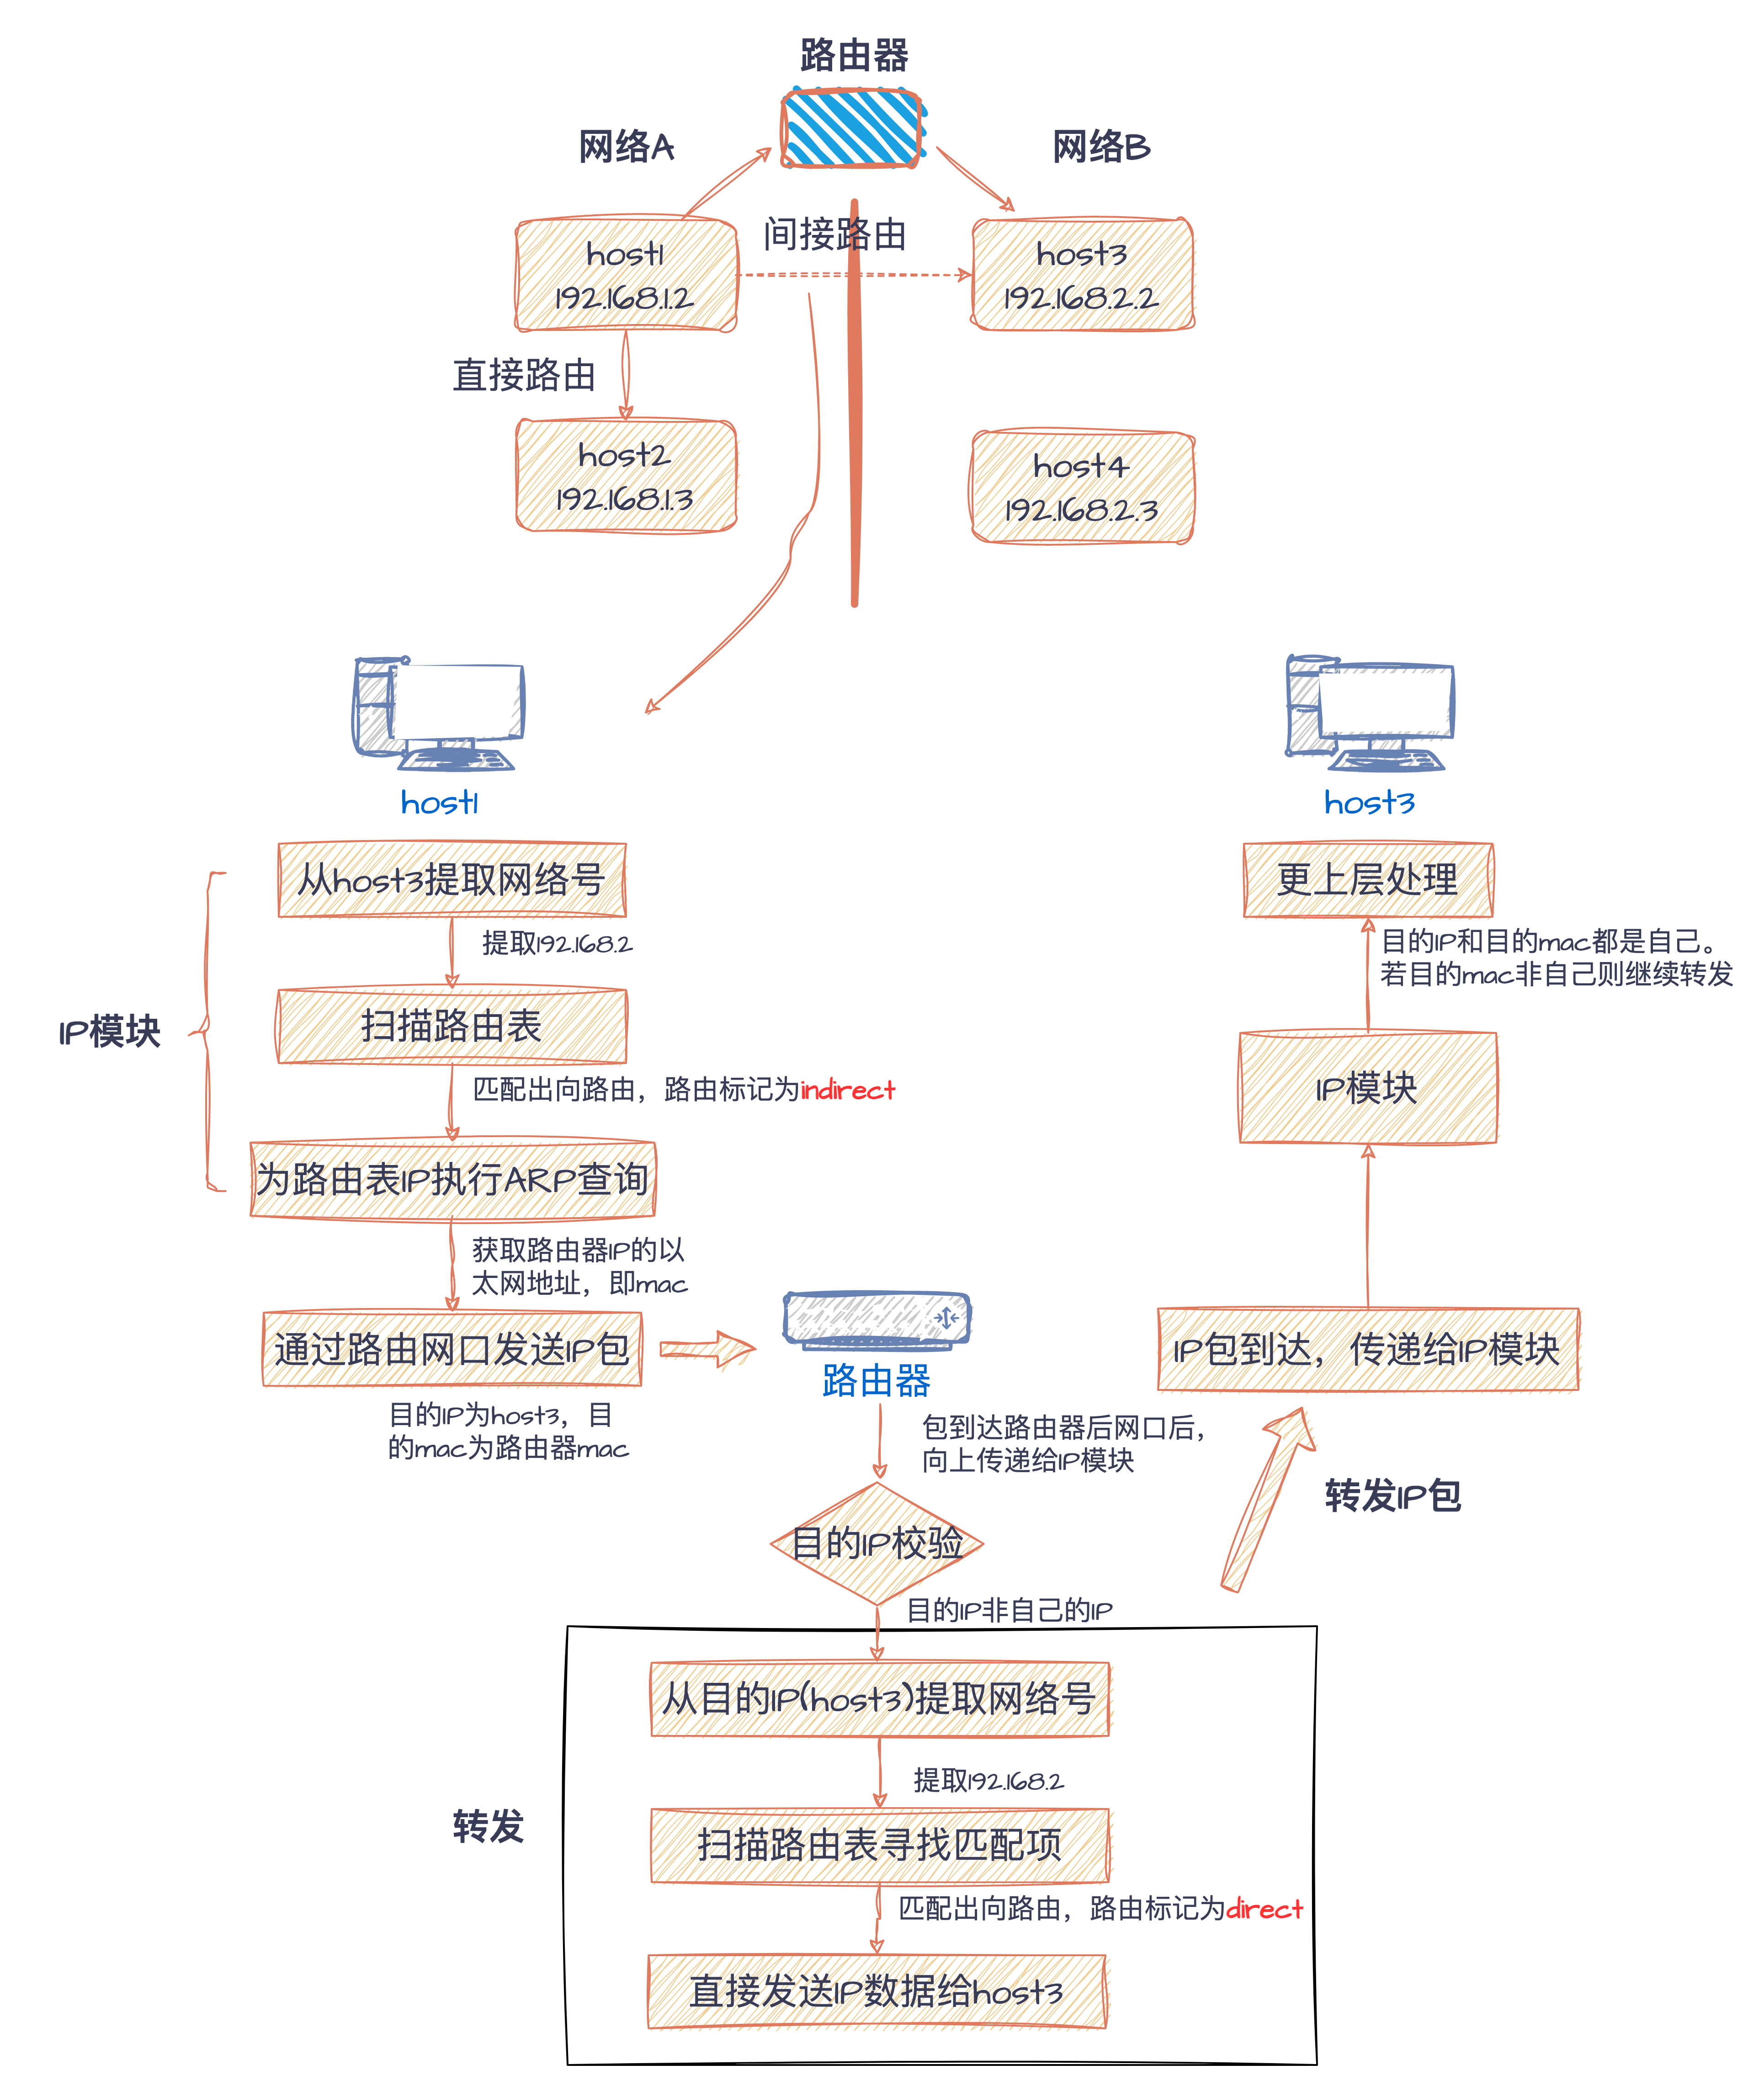 路由器
网络A
网络B
间接路由
host1
192.168.1.2
host3
192.168.2.2
直接路由
host2
192.168.1.3
host4
192.168.2.3
host1
host3
从host3提取网络号
更上层处理
提取192.168.2
目的IP和目的mac都是自己。
若目的mac非自己则继续转发
扫描路由表
IP模块
IP模块
匹配出向路由，路由标记为indirect
为路由表IP执行ARP查询
获取路由器IP的以
太网地址，即mac
通过路由网口发送IP包
路由器
IP包到达，传递给IP模块
目的IP为host3，目
的mac为路由器mac
包到达路由器后网口后，
向上传递给IP模块
转发IP包
目的IP校验
目的IP非自己的IP
从目的IP(host3)提取网络号
提取192.168.2
转发
扫描路由表寻找匹配项
匹配出向路由，路由标记为direct
直接发送IP数据给host3